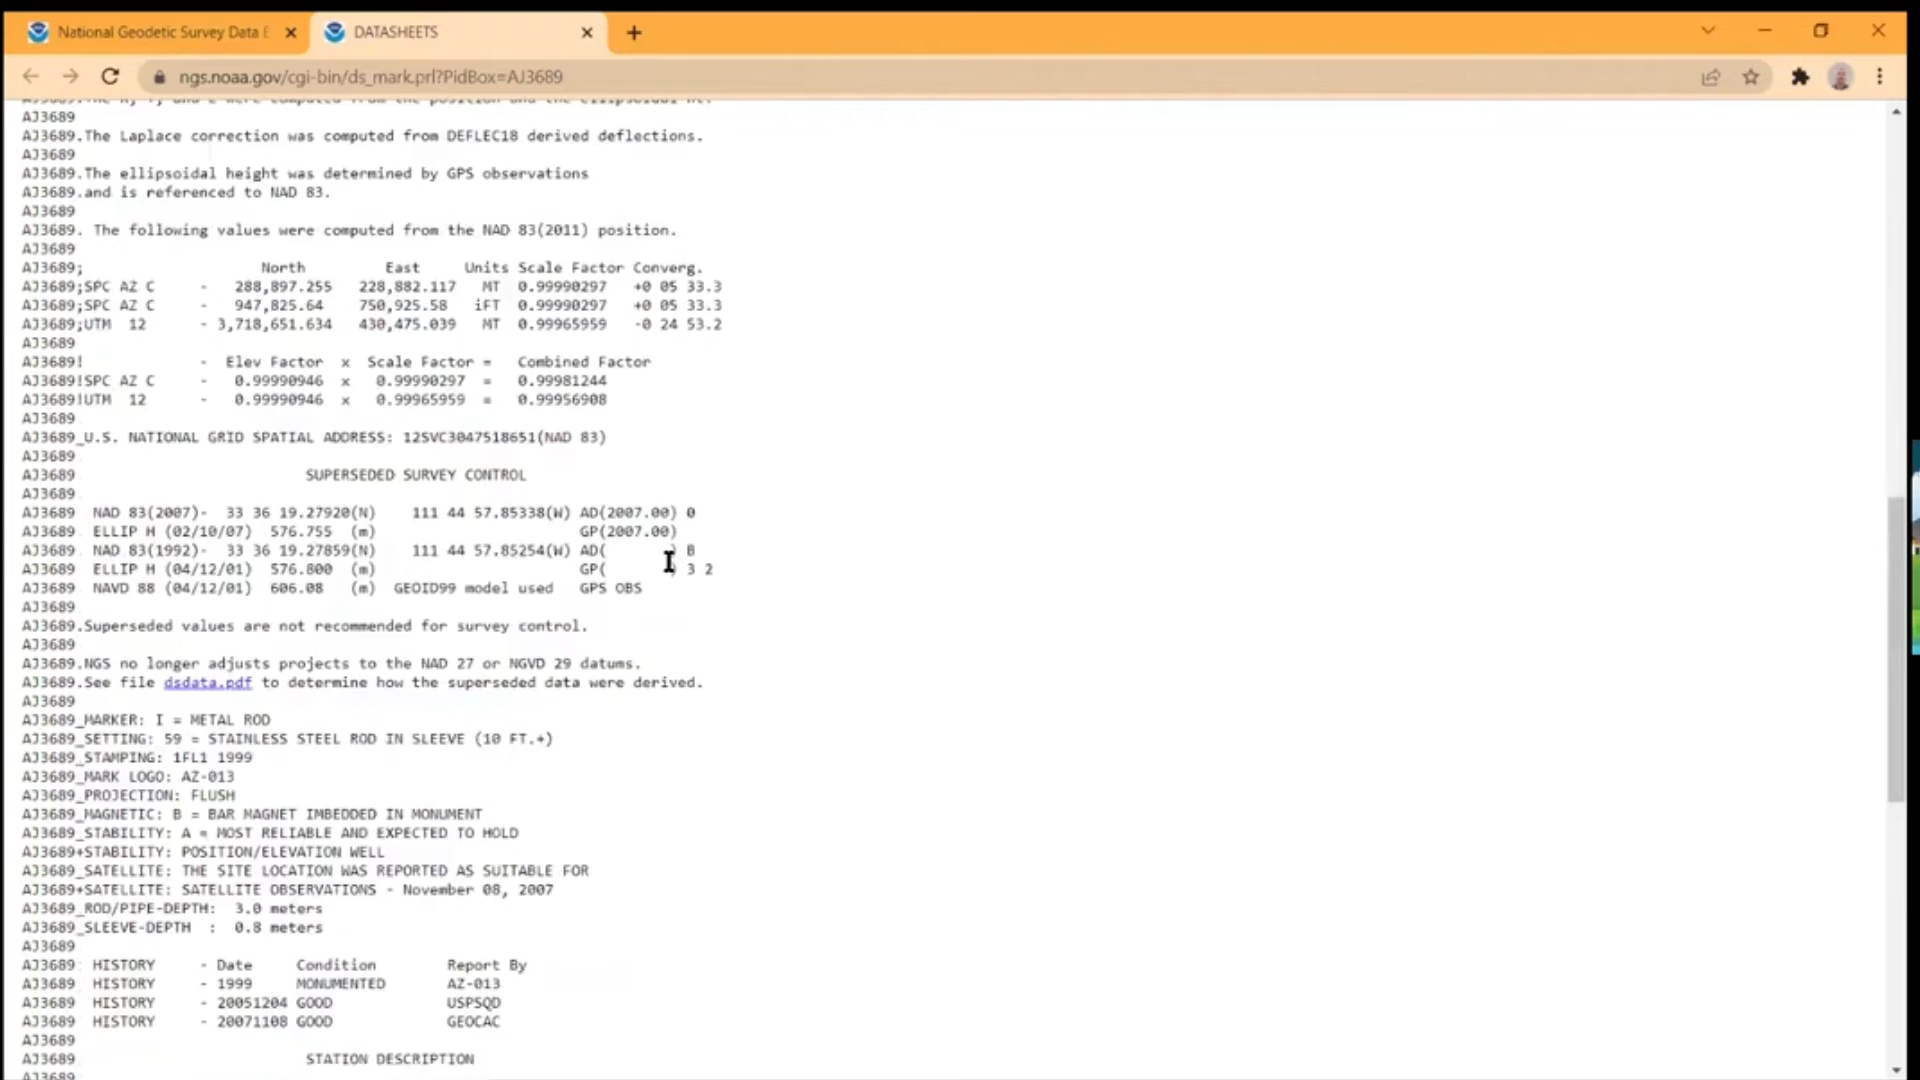 National Geodetic Survey Data E
DATASHEETS
ngs.noaa.gov/cgi-bin/ds_mark.prl?PidBox=AJ3689
AJ3689.The X, Y, and Z were computed from the position and the ellipsoidal ht.
AJ3689
AJ3689.The Laplace correction was computed from DEFLEC18 derived deflections.
AJ3689
AJ3689.The ellipsoidal height was determined by GPS observations
AJ3689.and is referenced to NAD 83.
AJ3689
AJ3689. The following values were computed from the NAD 83(2011) position.
AJ3689
AJ3689; North East Units Scale Factor Converg.
AJ3689;SPC AZ C - 288,897.255 228,882.117 MT 0.99990297 +0 05 33.3
AJ3689;SPC AZ C - 947,825.64 750,925.58 iFT 0.99990297 +0 05 33.3
AJ3689;UTM 12 - 3,718,651.634 430,475.039 MT 0.99965959 -0 24 53.2
AJ3689
AJ3689! - Elev Factor x Scale Factor = Combined Factor
AJ3689!SPC AZ C - 0.99990946 x 0.99990297 = 0.99981244
AJ3689!UTM 12 - 0.99990946 x 0.99965959 = 0.99956908
AJ3689
AJ3689_U.S. NATIONAL GRID SPATIAL ADDRESS: 12SVC3047518651(NAD 83)
AJ3689
AJ3689 SUPERSEDED SURVEY CONTROL
AJ3689
AJ3689 NAD 83(2007)- 33 36 19.27920(N) 111 44 57.85338(W) AD(2007.00) 0
AJ3689 ELLIP H (02/10/07) 576.755 (m) GP(2007.00)
AJ3689 NAD 83(1992)- 33 36 19.27859(N) 111 44 57.85254(W) AD( ) B
AJ3689 ELLIP H (04/12/01) 576.800 (m) GP( ) 3 2
AJ3689 NAVD 88 (04/12/01) 606.08 (m) GEOID99 model used GPS OBS
AJ3689
AJ3689.Superseded values are not recommended for survey control.
AJ3689
AJ3689.NGS no longer adjusts projects to the NAD 27 or NGVD 29 datums.
AJ3689.See file dsdata.pdf to determine how the superseded data were derived.
AJ3689
AJ3689_MARKER: I = METAL ROD
AJ3689_SETTING: 59 = STAINLESS STEEL ROD IN SLEEVE (10 FT.+)
AJ3689_STAMPING: 1FL1 1999
AJ3689_MARK LOGO: AZ-013
AJ3689_PROJECTION: FLUSH
AJ3689_MAGNETIC: B = BAR MAGNET IMBEDDED IN MONUMENT
AJ3689_STABILITY: A = MOST RELIABLE AND EXPECTED TO HOLD
AJ3689+STABILITY: POSITION/ELEVATION WELL
AJ3689_SATELLITE: THE SITE LOCATION WAS REPORTED AS SUITABLE FOR
AJ3689+SATELLITE: SATELLITE OBSERVATIONS - November 08, 2007
AJ3689_ROD/PIPE-DEPTH: 3.0 meters
AJ3689_SLEEVE-DEPTH : 0.8 meters
AJ3689
AJ3689 HISTORY - Date Condition Report By
AJ3689 HISTORY - 1999 MONUMENTED AZ-013
AJ3689 HISTORY - 20051204 GOOD USPSQD
AJ3689 HISTORY - 20071108 GOOD GEOCAC
AJ3689
AJ3689 STATION DESCRIPTION
AJ3689